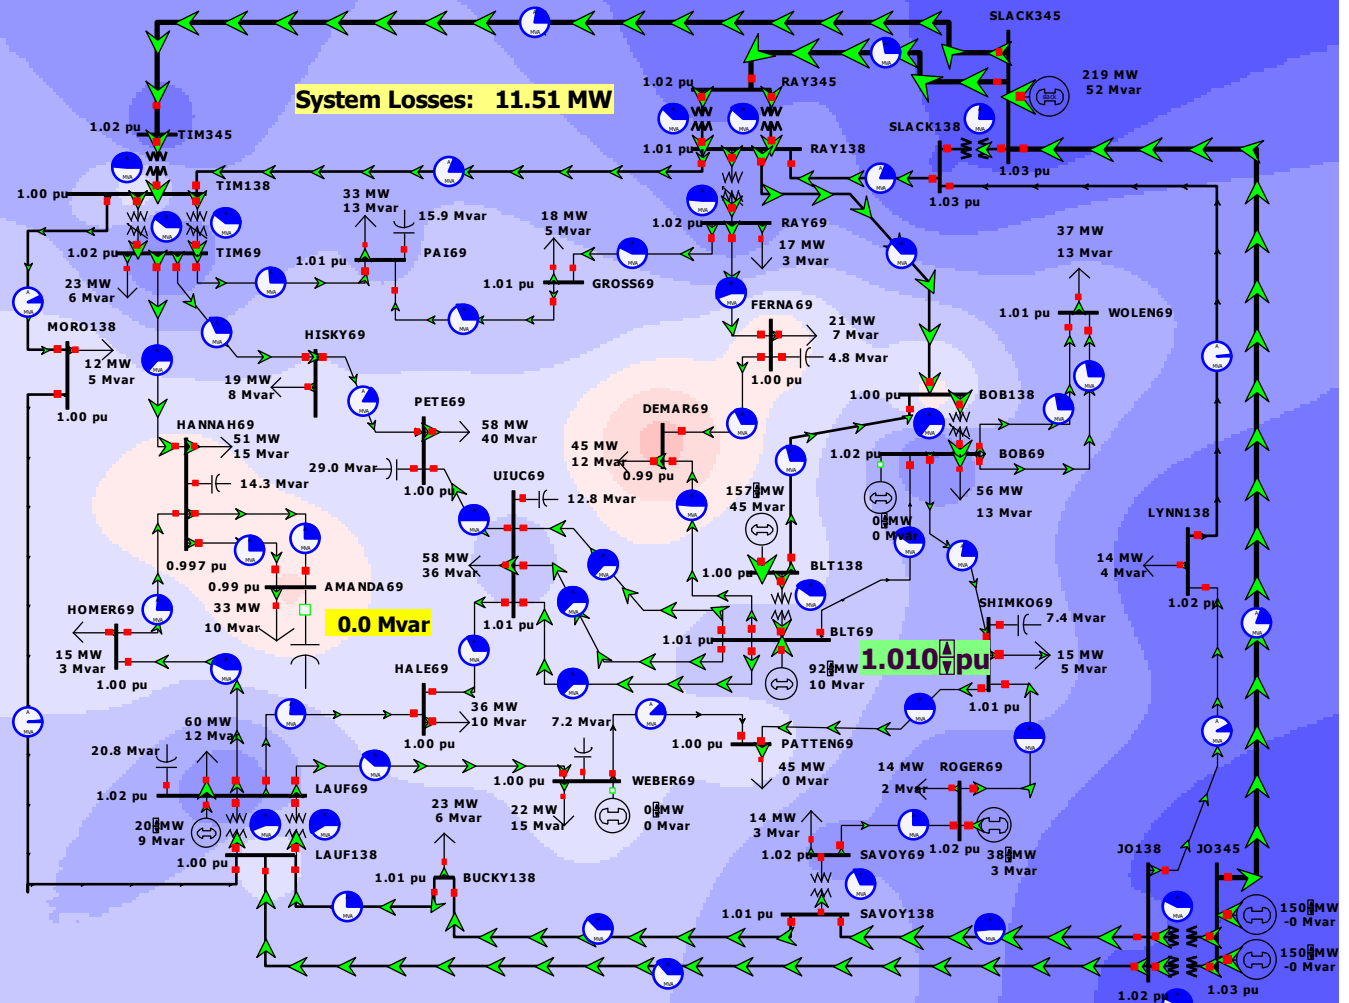 SLACK345
219 MW
52 Mvar
slack
RAY345
1.02 pu
System Losses: 11.51 MW
SLACK138
1.02 pu
TIM345
1.01 pu
RAY138
1.03 pu
1.03 pu
TIM138
1.00 pu
33 MW
13 Mvar
15.9 Mvar
18 MW
5 Mvar
1.02 pu
RAY69
37 MW
13 Mvar
17 MW
3 Mvar
1.02 pu
TIM69
1.01 pu
PAI69
23 MW
6 Mvar
1.01 pu
GROSS69
FERNA69
1.01 pu
WOLEN69
MORO138
21 MW
7 Mvar
HISKY69
12 MW
5 Mvar
4.8 Mvar
19 MW
8 Mvar
1.00 pu
1.00 pu
BOB138
1.00 pu
PETE69
DEMAR69
HANNAH69
58 MW
40 Mvar
51 MW
15 Mvar
45 MW
12 Mvar
1.02 pu
BOB69
29.0 Mvar
1.00 pu
UIUC69
0.99 pu
14.3 Mvar
12.8 Mvar
157 MW
45 Mvar
56 MW
13 Mvar
0 MW
0 Mvar
LYNN138
58 MW
36 Mvar
14 MW
4 Mvar
0.997 pu
1.00 pu
BLT138
0.99 pu
AMANDA69
1.02 pu
HOMER69
33 MW
10 Mvar
0.0 Mvar
SHIMKO69
7.4 Mvar
1.01 pu
1.01 pu
BLT69
15 MW
3 Mvar
1.010 pu
15 MW
5 Mvar
HALE69
92 MW
10 Mvar
1.00 pu
1.01 pu
36 MW
10 Mvar
60 MW
12 Mvar
7.2 Mvar
20.8 Mvar
1.00 pu
1.00 pu
PATTEN69
45 MW
0 Mvar
14 MW
2 Mvar
ROGER69
1.00 pu
WEBER69
1.02 pu
LAUF69
22 MW
15 Mvar
0 MW
0 Mvar
23 MW
6 Mvar
14 MW
3 Mvar
20 MW
9 Mvar
1.02 pu
38 MW
3 Mvar
1.02 pu
SAVOY69
JO138
JO345
1.00 pu
LAUF138
1.01 pu
BUCKY138
1.01 pu
SAVOY138
150 MW
-0 Mvar
150 MW
-0 Mvar
1.02 pu
1.03 pu